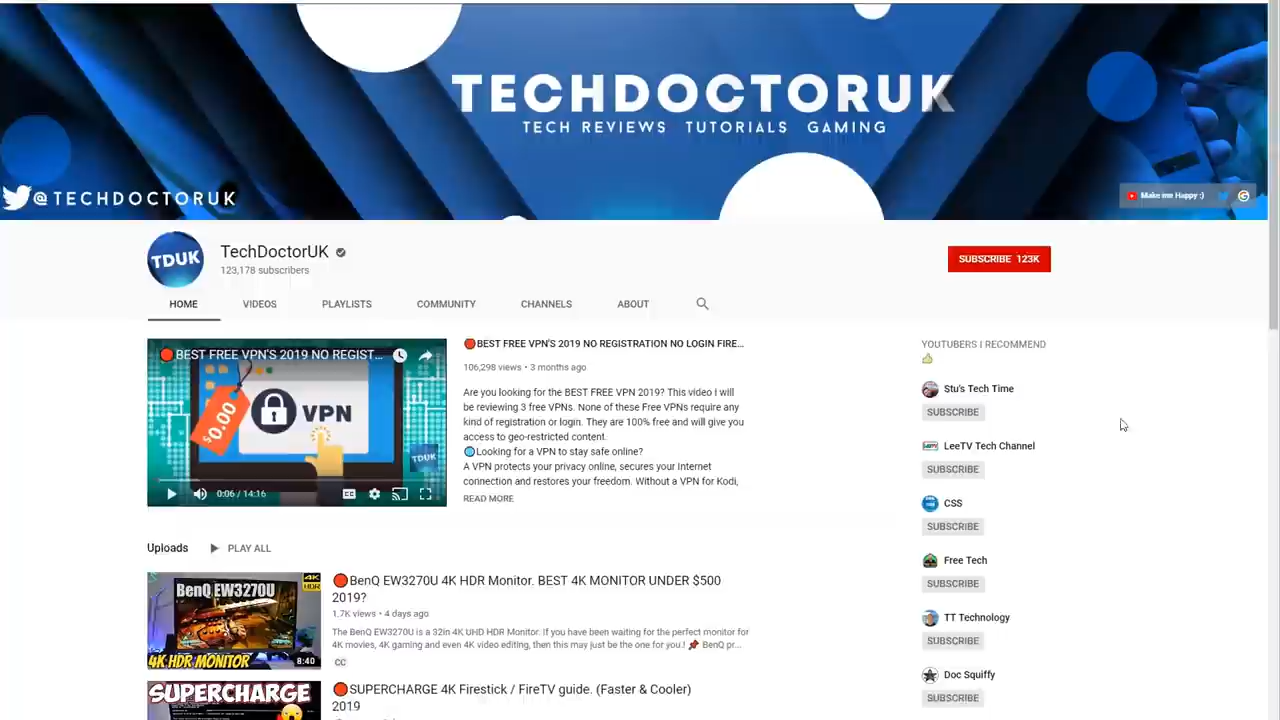 TECHDOCTORUK
TECH REVIEWS TUTORIALS GAMING
@TECHDOCTORUK
Make me Happy :)
TDUK
TechDoctorUK
123,178 subscribers
SUBSCRIBE 123K
HOME VIDEOS PLAYLISTS COMMUNITY CHANNELS ABOUT
BEST FREE VPN'S 2019 NO REGIST...
$0.00
VPN
TDUK
0:06 / 14:16
CC
BEST FREE VPN'S 2019 NO REGISTRATION NO LOGIN FIRE...
106,298 views • 3 months ago
Are you looking for the BEST FREE VPN 2019? This video I will
be reviewing 3 free VPNs. None of these Free VPNs require any
kind of registration or login. They are 100% free and will give you
access to geo-restricted content.
Looking for a VPN to stay safe online?
A VPN protects your privacy online, secures your Internet
connection and restores your freedom. Without a VPN for Kodi,
READ MORE
YOUTUBERS I RECOMMEND
Stu's Tech Time
SUBSCRIBE
LeeTV Tech Channel
SUBSCRIBE
CSS
SUBSCRIBE
Free Tech
SUBSCRIBE
TT Technology
SUBSCRIBE
Doc Squiffy
SUBSCRIBE
Uploads PLAY ALL
BenQ EW3270U
4K
HDR
4K HDR MONITOR
8:40
BenQ EW3270U 4K HDR Monitor. BEST 4K MONITOR UNDER $500
2019?
1.7K views • 4 days ago
The BenQ EW3270U is a 32in 4K UHD HDR Monitor. If you have been waiting for the perfect monitor for
4K movies, 4K gaming and even 4K video editing, then this may just be the one for you.! BenQ pr...
CC
SUPERCHARGE
SUPERCHARGE 4K Firestick / FireTV guide. (Faster & Cooler)
2019